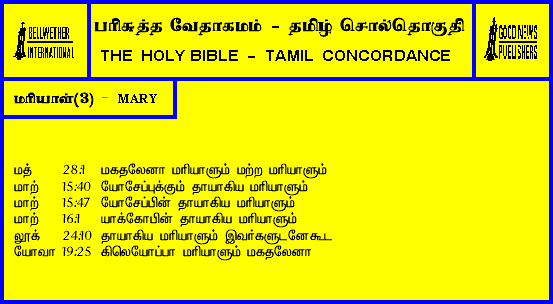 BELLWETHER
INTERNATIONAL
பரிசுத்த வேதாகமம் - தமிழ் சொல்தொகுதி
THE HOLY BIBLE - TAMIL CONCORDANCE
GOOD NEWS
PUBLISHERS
மரியாள்(3) - MARY
மத் 28:1 மகதலேனா மரியாளும் மற்ற மரியாளும்
மாற் 15:40 யோசேப்புக்கும் தாயாகிய மரியாளும்
மாற் 15:47 யோசேப்பின் தாயாகிய மரியாளும்
மாற் 16:1 யாக்கோபின் தாயாகிய மரியாளும்
லூக் 24:10 தாயாகிய மரியாளும் இவர்களுடனேகூட
யோவா 19:25 கிலெயோப்பா மரியாளும் மகதலேனா